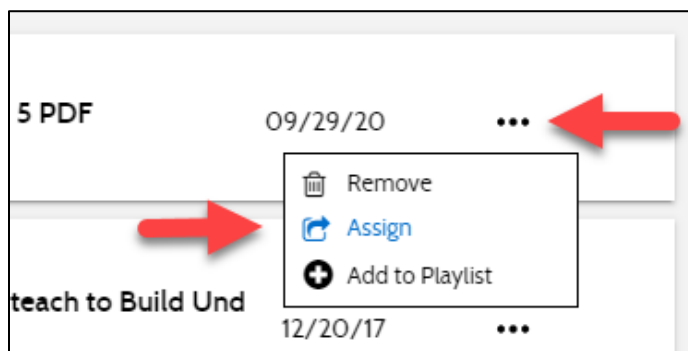 5 PDF 09/29/20 •••
Remove
Assign
Add to Playlist
teach to Build Und
12/20/17 •••